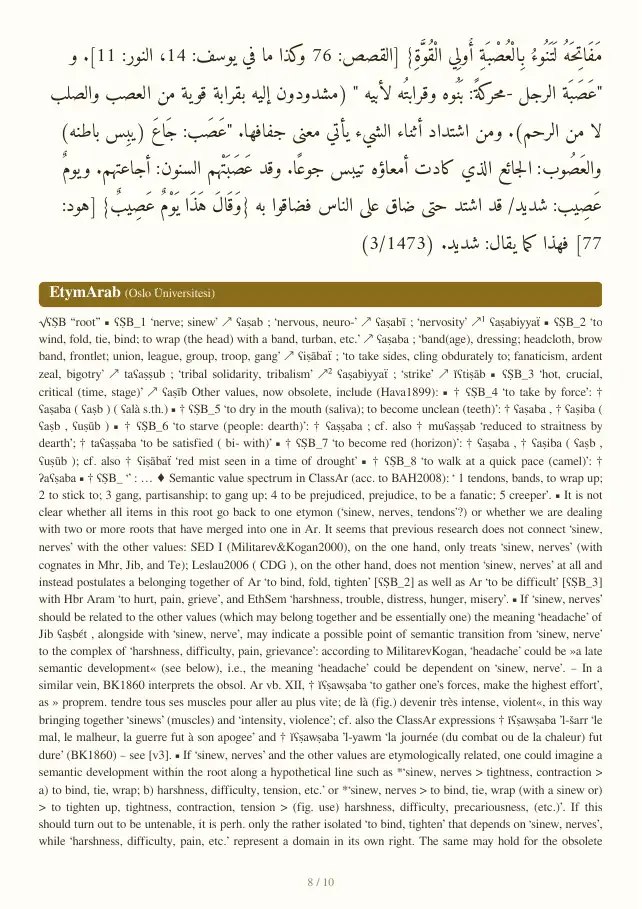 مَفَاتِحَهُ لَتَنُوءُ بِالْعُصْبَةِ أُولِي الْقُوَّةِ} [القصص: 76 وكذا ما في يوسف: 14، النور: 11]. و
"عَصَبَة الرجل -محركةً: بَنُوه وقرابتُه لأبيه " (مشدودون إليه بقرابة قوية من العصب والصلب
لا من الرحم). ومن اشتداد أثناء الشيء يأتي معنى جفافها. "عَصَب: جَاعَ (يبِس باطنه)
والعَصُوب: الجائع الذي كادت أمعاؤه تيبس جوعًا. وقد عَصَبَتْهم السنون: أجاعتهم. ويومٌ
عَصِيب: شديد/ قد اشتد حتى ضاق على الناس فضاقوا به {وَقَالَ هَذَا يَوْمٌ عَصِيبٌ} [هود:
77] فهذا كما يقال: شديد. (3/1473)
EtymArab (Oslo Üniversitesi)
√ʕṢB “root” ▪ ʕṢB_1 ‘nerve; sinew’ ↗ ʕaṣab ; ‘nervous, neuro-’ ↗ ʕaṣabī ; ‘nervosity’ ↗¹ ʕaṣabiyyaẗ ▪ ʕṢB_2 ‘to
wind, fold, tie, bind; to wrap (the head) with a band, turban, etc.’ ↗ ʕaṣaba ; ‘band(age), dressing; headcloth, brow
band, frontlet; union, league, group, troop, gang’ ↗ ʕiṣābaẗ ; ‘to take sides, cling obdurately to; fanaticism, ardent
zeal, bigotry’ ↗ taʕaṣṣub ; ‘tribal solidarity, tribalism’ ↗² ʕaṣabiyyaẗ ; ‘strike’ ↗ ĭʕtiṣāb ▪ ʕṢB_3 ‘hot, crucial,
critical (time, stage)’ ↗ ʕaṣīb Other values, now obsolete, include (Hava1899): ▪ † ʕṢB_4 ‘to take by force’: †
ʕaṣaba ( ʕaṣb ) ( ʕalà s.th.) ▪ † ʕṢB_5 ‘to dry in the mouth (saliva); to become unclean (teeth)’: † ʕaṣaba , † ʕaṣiba (
ʕaṣb , ʕuṣūb ) ▪ † ʕṢB_6 ‘to starve (people: dearth)’: † ʕaṣṣaba ; cf. also † muʕaṣṣab ‘reduced to straitness by
dearth’; † taʕaṣṣaba ‘to be satisfied ( bi- with)’ ▪ † ʕṢB_7 ‘to become red (horizon)’: † ʕaṣaba , † ʕaṣiba ( ʕaṣb ,
ʕuṣūb ); cf. also † ʕiṣābaẗ ‘red mist seen in a time of drought’ ▪ † ʕṢB_8 ‘to walk at a quick pace (camel)’: †
ʔaʕṣaba ▪ † ʕṢB_ ‘’ : … ♦ Semantic value spectrum in ClassAr (acc. to BAH2008): ‘ 1 tendons, bands, to wrap up;
2 to stick to; 3 gang, partisanship; to gang up; 4 to be prejudiced, prejudice, to be a fanatic; 5 creeper’. ▪ It is not
clear whether all items in this root go back to one etymon (‘sinew, nerves, tendons’?) or whether we are dealing
with two or more roots that have merged into one in Ar. It seems that previous research does not connect ‘sinew,
nerves’ with the other values: SED I (Militarev&Kogan2000), on the one hand, only treats ‘sinew, nerves’ (with
cognates in Mhr, Jib, and Te); Leslau2006 ( CDG ), on the other hand, does not mention ‘sinew, nerves’ at all and
instead postulates a belonging together of Ar ‘to bind, fold, tighten’ [ʕṢB_2] as well as Ar ‘to be difficult’ [ʕṢB_3]
with Hbr Aram ‘to hurt, pain, grieve’, and EthSem ‘harshness, trouble, distress, hunger, misery’. ▪ If ‘sinew, nerves’
should be related to the other values (which may belong together and be essentially one) the meaning ‘headache’ of
Jib ʕaṣbɛ́t , alongside with ‘sinew, nerve’, may indicate a possible point of semantic transition from ‘sinew, nerve’
to the complex of ‘harshness, difficulty, pain, grievance’: according to MilitarevKogan, ‘headache’ could be »a late
semantic development« (see below), i.e., the meaning ‘headache’ could be dependent on ‘sinew, nerve’. – In a
similar vein, BK1860 interprets the obsol. Ar vb. XII, † ĭʕṣawṣaba ‘to gather one’s forces, make the highest effort’,
as » proprem. tendre tous ses muscles pour aller au plus vite; de là (fig.) devenir très intense, violent«, in this way
bringing together ‘sinews’ (muscles) and ‘intensity, violence’; cf. also the ClassAr expressions † ĭʕṣawṣaba ’l-šarr ‘le
mal, le malheur, la guerre fut à son apogee’ and † ĭʕṣawṣaba ’l-yawm ‘la journée (du combat ou de la chaleur) fut
dure’ (BK1860) – see [v3]. ▪ If ‘sinew, nerves’ and the other values are etymologically related, one could imagine a
semantic development within the root along a hypothetical line such as *‘sinew, nerves > tightness, contraction >
a) to bind, tie, wrap; b) harshness, difficulty, tension, etc.’ or *‘sinew, nerves > to bind, tie, wrap (with a sinew or)
> to tighten up, tightness, contraction, tension > (fig. use) harshness, difficulty, precariousness, (etc.)’. If this
should turn out to be untenable, it is perh. only the rather isolated ‘to bind, tighten’ that depends on ‘sinew, nerves’,
while ‘harshness, difficulty, pain, etc.’ represent a domain in its own right. The same may hold for the obsolete
8 / 10